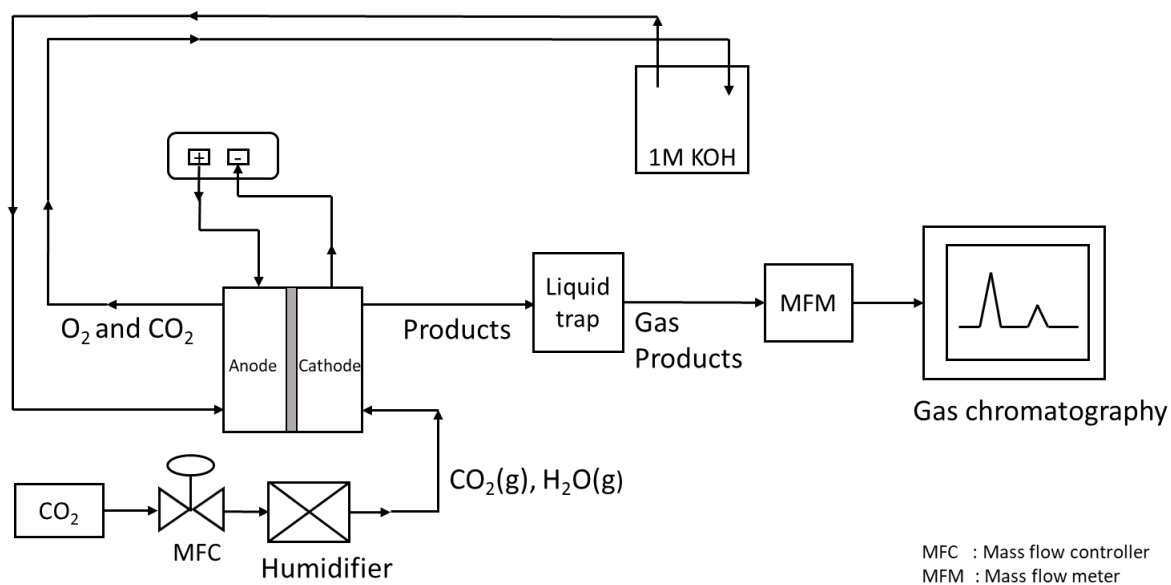 1M KOH
+ -
Liquid
trap
MFM
O₂ and CO₂
Products
Gas
Products
Anode
Cathode
Gas chromatography
CO₂(g), H₂O(g)
CO₂
MFC
Humidifier
MFC : Mass flow controller
MFM : Mass flow meter